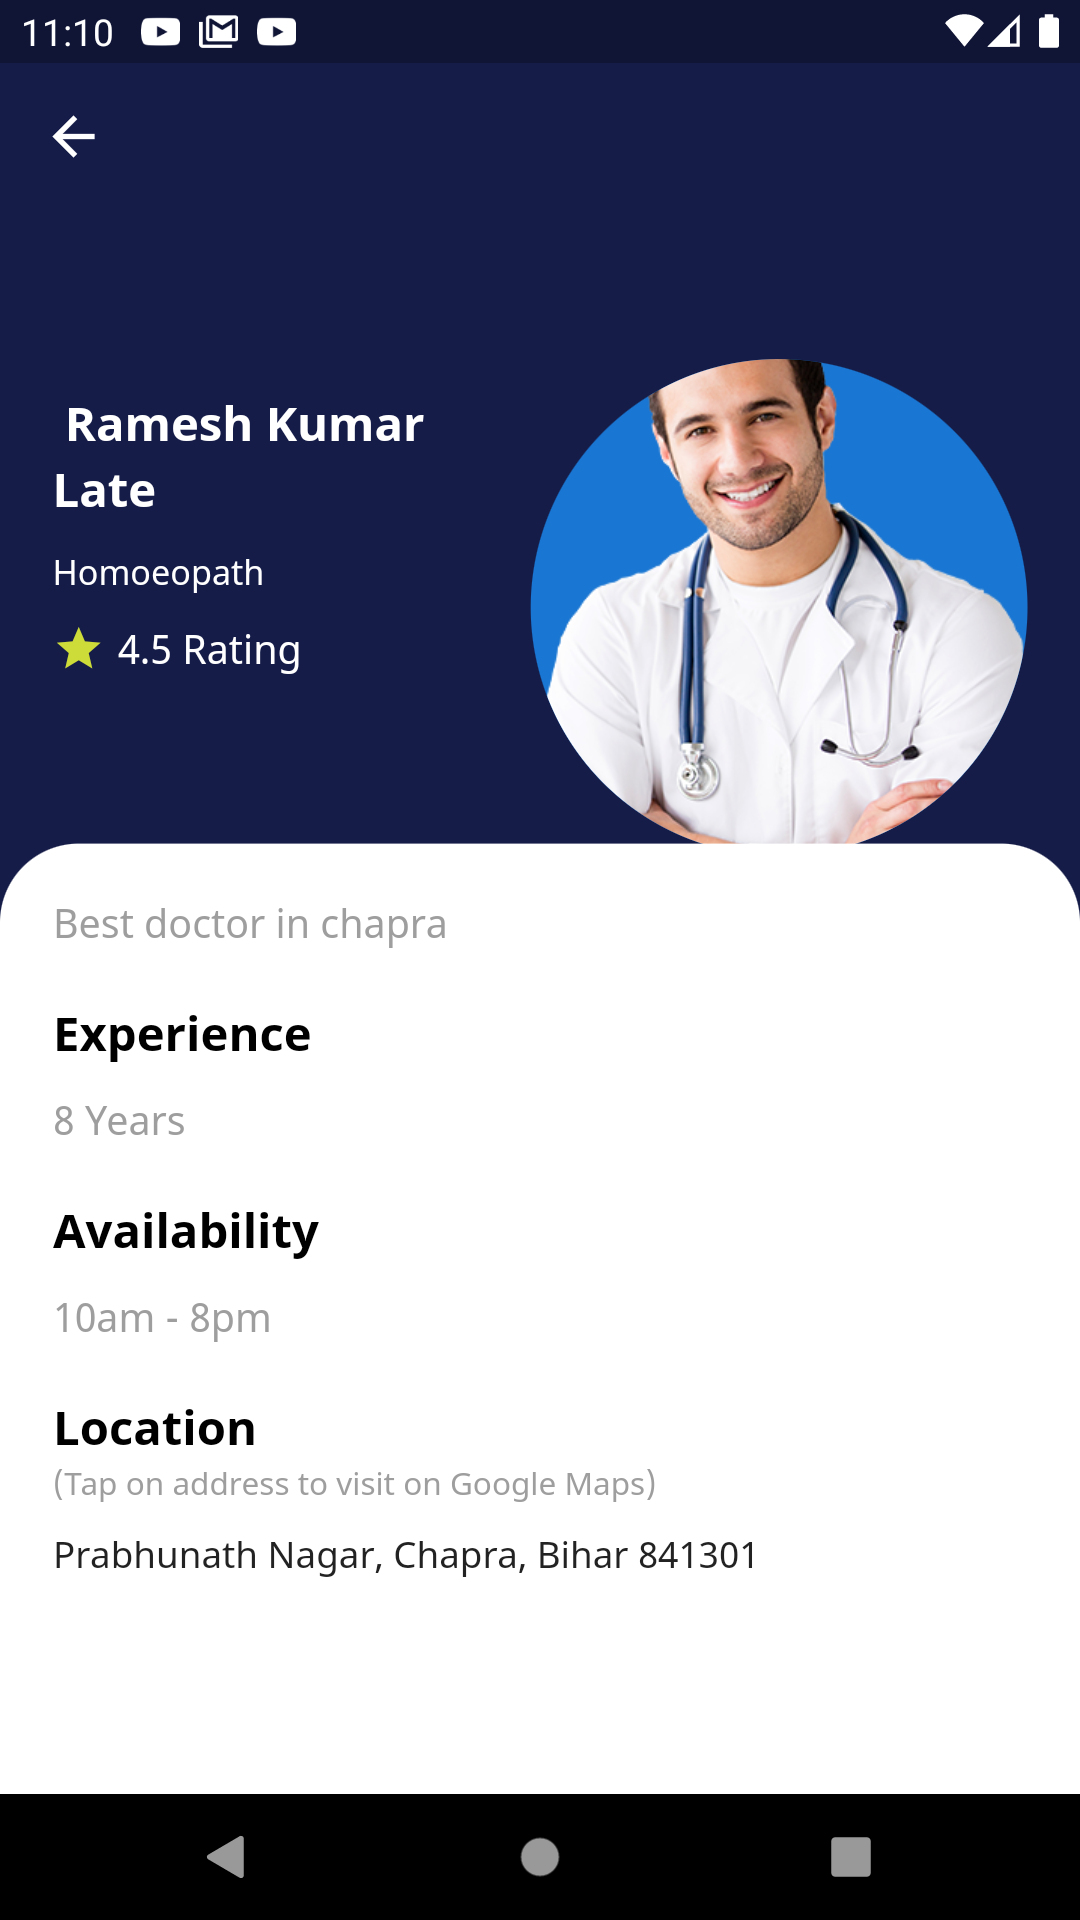 11:10
Ramesh Kumar
Late
Homoeopath
4.5 Rating
Best doctor in chapra
Experience
8 Years
Availability
10am - 8pm
Location
(Tap on address to visit on Google Maps)
Prabhunath Nagar, Chapra, Bihar 841301